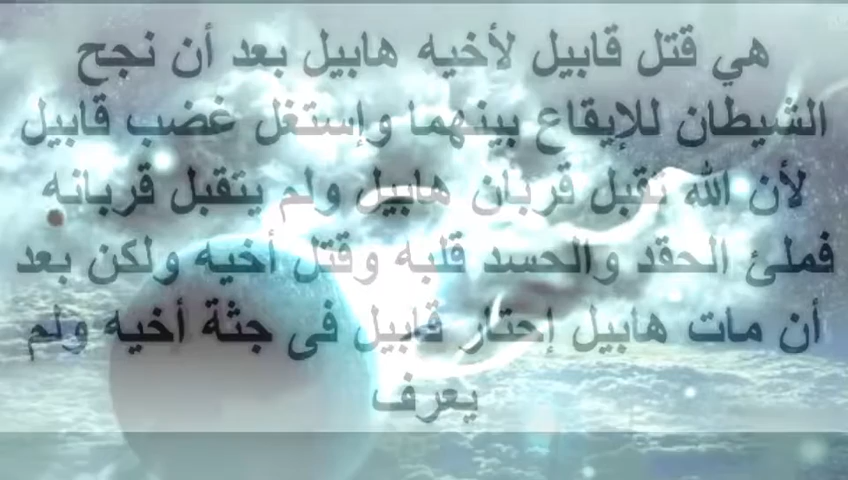 هي قتل قابيل لأخيه هابيل بعد أن نجح
الشيطان للإيقاع بينهما وإستغل غضب قابيل
لأن الله تقبل قربان هابيل ولم يتقبل قربانه
فملئ الحقد والحسد قلبه وقتل أخيه ولكن بعد
أن مات هابيل إحتار قابيل فى جثة أخيه ولم
يعرف